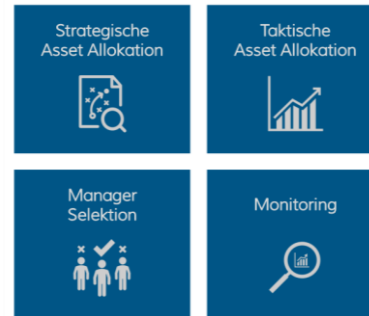 Strategische
Asset Allokation
Taktische
Asset Allokation
Manager
Selektion
Monitoring